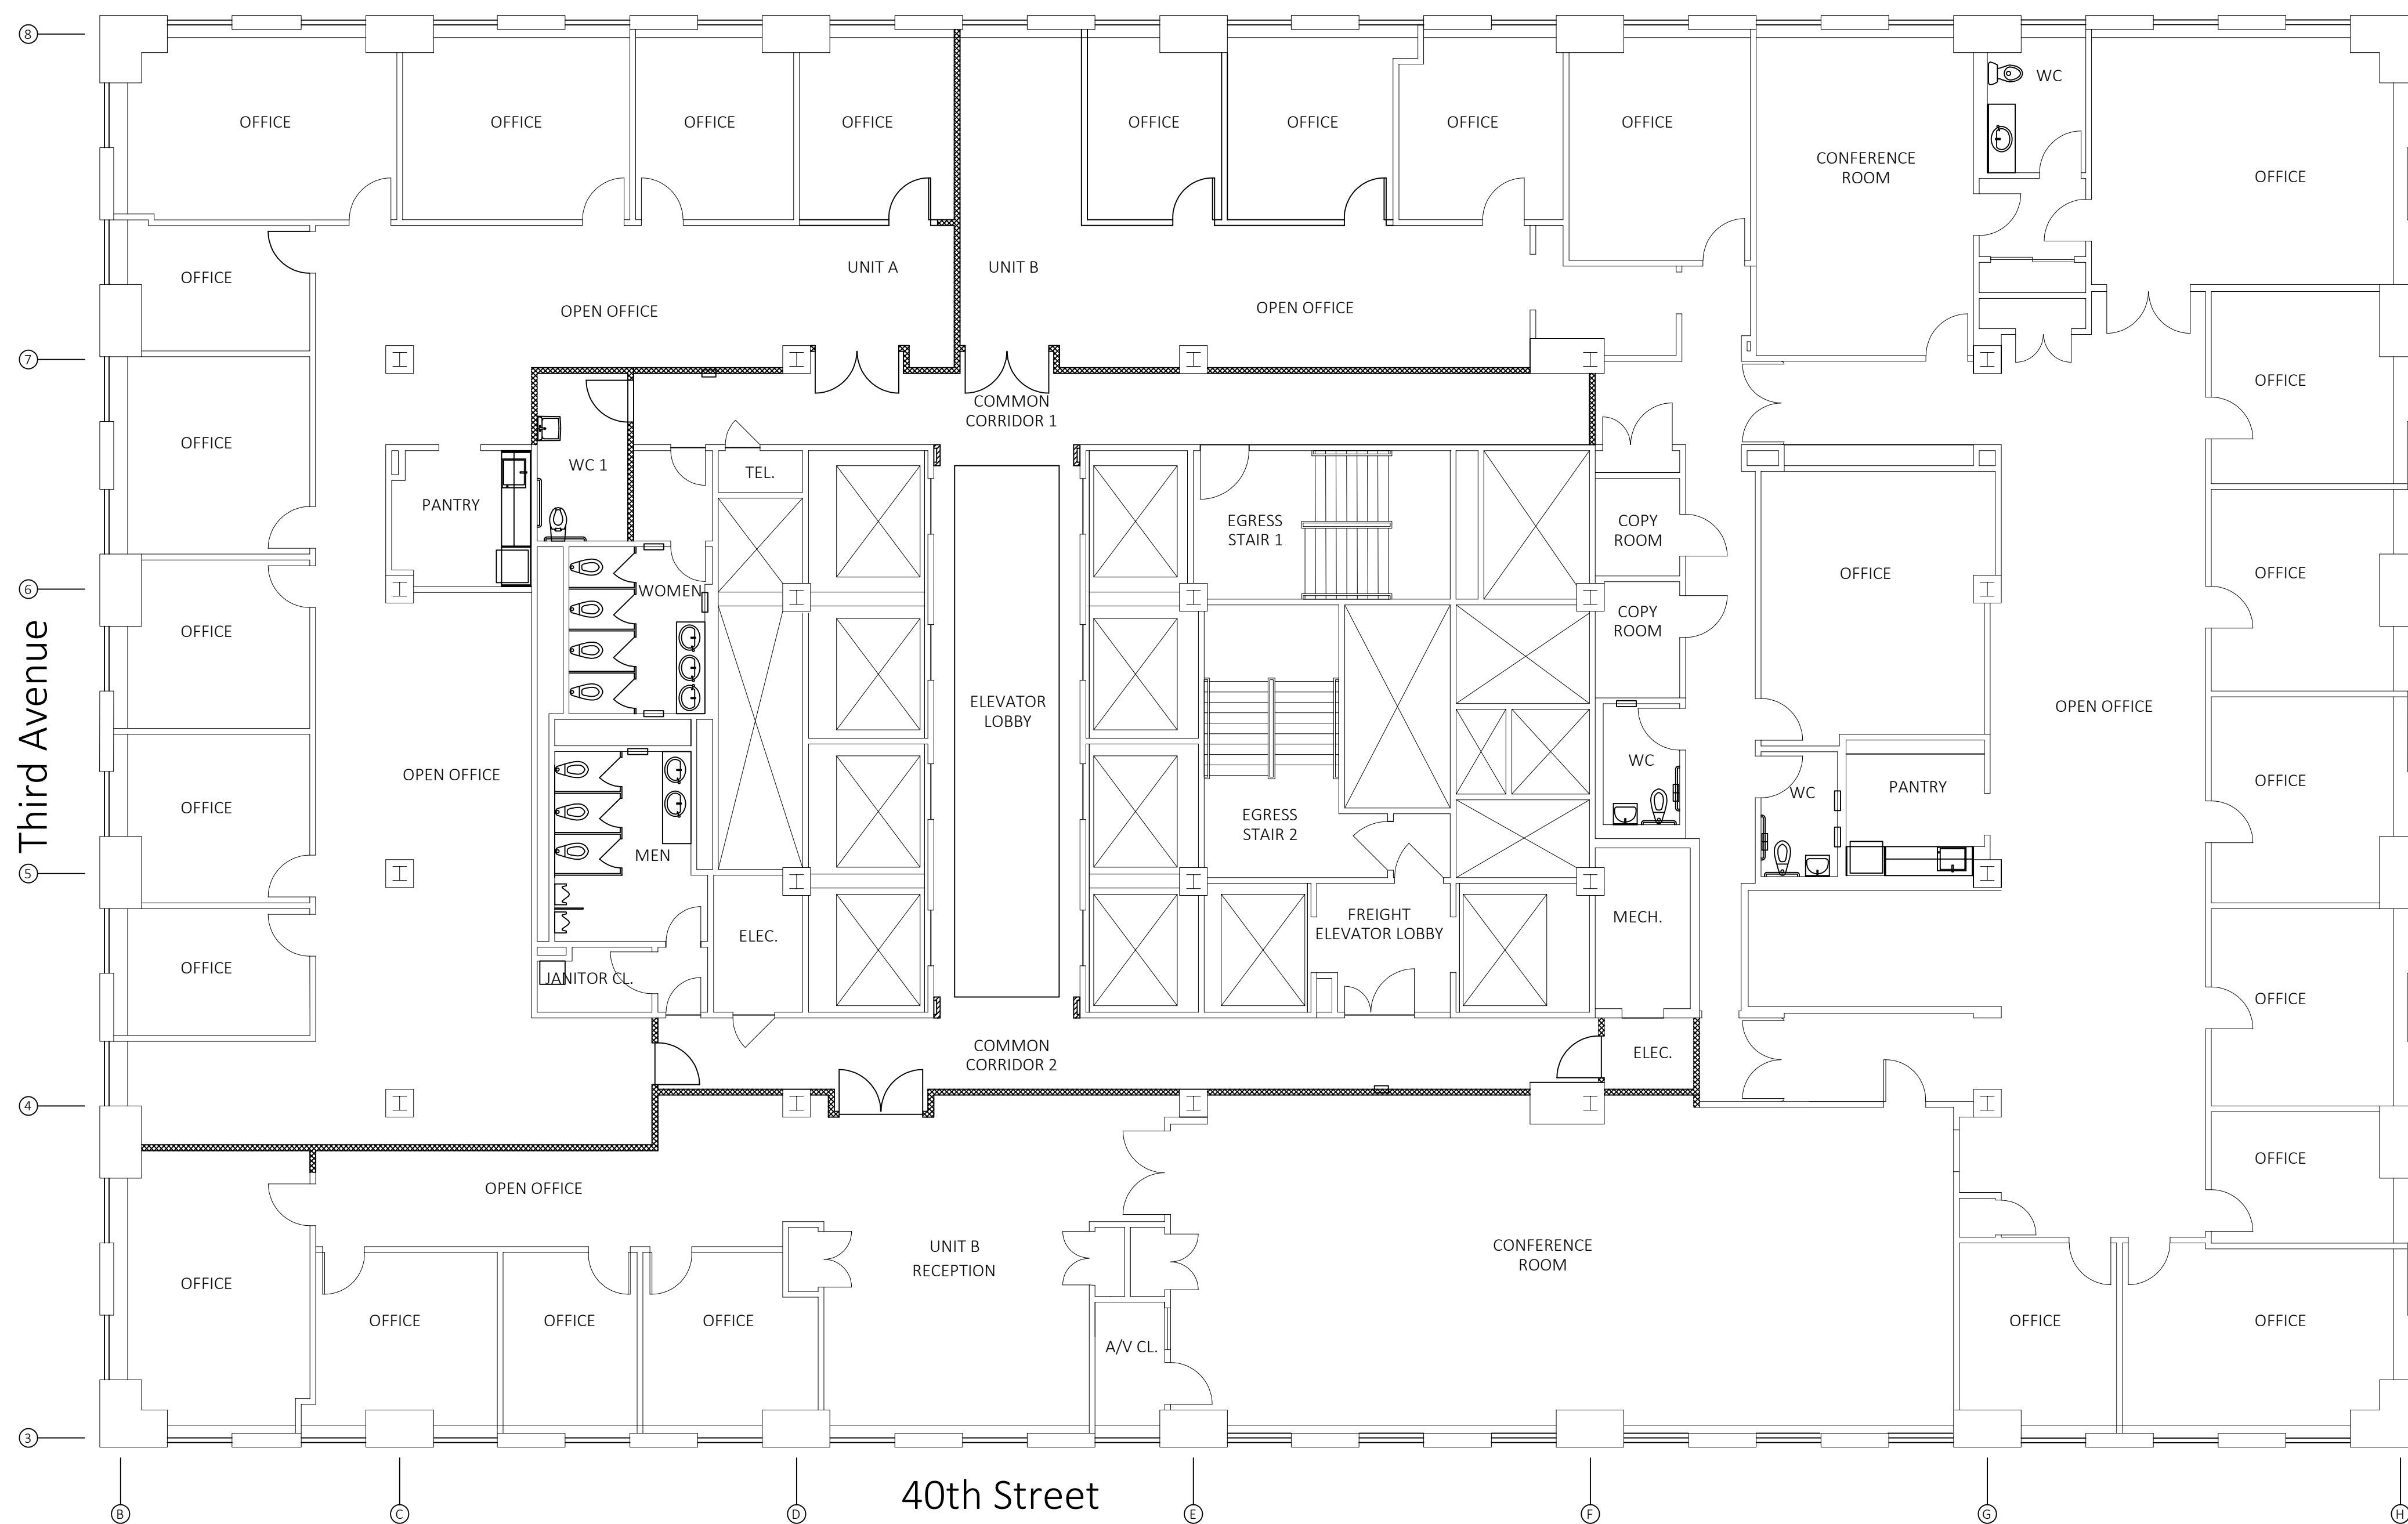 8
OFFICE
OFFICE
OFFICE
OFFICE
OFFICE
OFFICE
OFFICE
OFFICE
WC
CONFERENCE
ROOM
OFFICE
OFFICE
UNIT A
UNIT B
OPEN OFFICE
OPEN OFFICE
7
OFFICE
COMMON
CORRIDOR 1
OFFICE
WC 1
TEL.
PANTRY
EGRESS
STAIR 1
COPY
ROOM
OFFICE
OFFICE
6
WOMEN
COPY
ROOM
OFFICE
ELEVATOR
LOBBY
OPEN OFFICE
Third Avenue
OPEN OFFICE
WC
WC
PANTRY
OFFICE
OFFICE
EGRESS
STAIR 2
MEN
5
FREIGHT
ELEVATOR LOBBY
MECH.
ELEC.
OFFICE
JANITOR CL.
OFFICE
COMMON
CORRIDOR 2
ELEC.
4
OFFICE
OPEN OFFICE
UNIT B
RECEPTION
CONFERENCE
ROOM
OFFICE
OFFICE
OFFICE
OFFICE
A/V CL.
OFFICE
OFFICE
3
40th Street
B
C
D
E
F
G
H